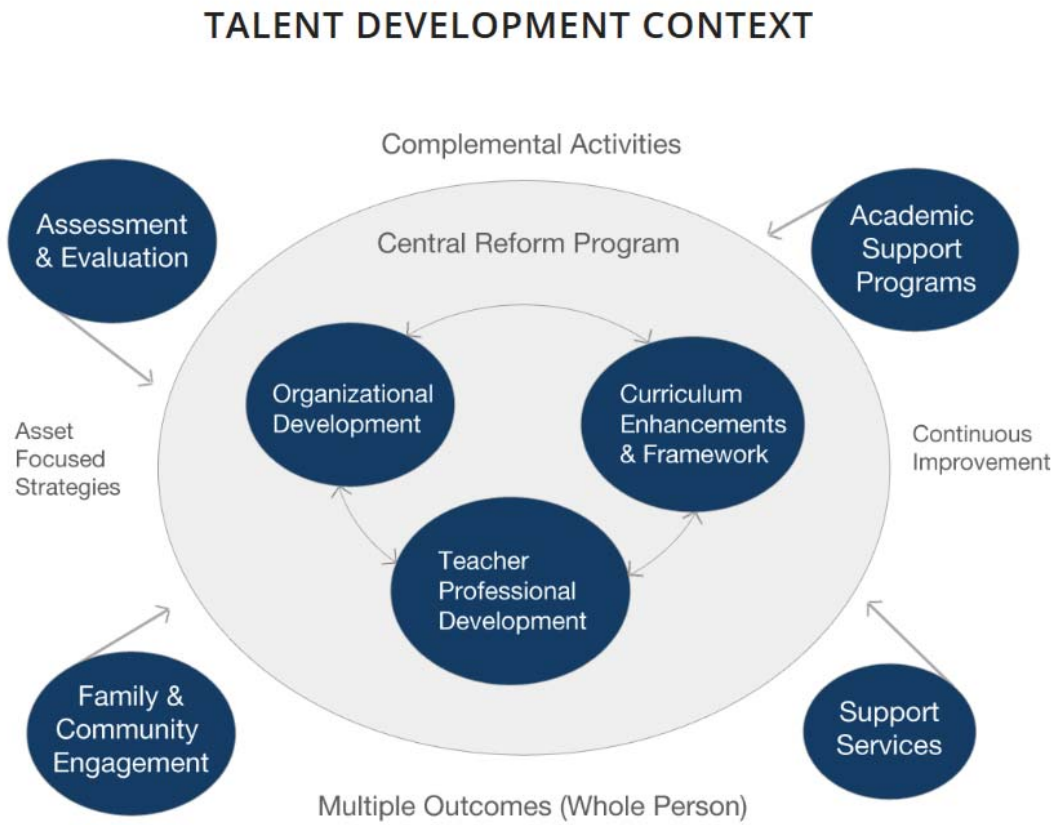 TALENT DEVELOPMENT CONTEXT
Complemental Activities
Assessment
& Evaluation
Academic
Support
Programs
Central Reform Program
Organizational
Development
Curriculum
Enhancements
& Framework
Asset
Focused
Strategies
Continuous
Improvement
Teacher
Professional
Development
Family &
Community
Engagement
Support
Services
Multiple Outcomes (Whole Person)